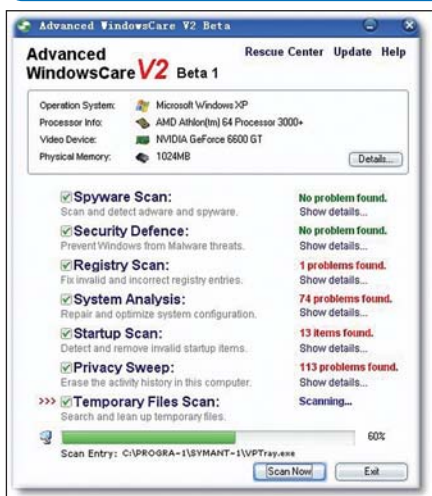 Advanced WindowsCare V2 Beta
Rescue Center Update Help
Advanced
WindowsCare V2 Beta 1
Operation System: Microsoft Windows XP
Processor Info: AMD Athlon(tm) 64 Processor 3000+
Video Device: NVIDIA GeForce 6600 GT
Physical Memory: 1024MB
Details...
Spyware Scan: No problem found.
Scan and detect adware and spyware. Show details...
Security Defence: No problem found.
Prevent Windows from Malware threats. Show details...
Registry Scan: 1 problems found.
Fix invalid and incorrect registry entries. Show details...
System Analysis: 74 problems found.
Repair and optimize system configuration. Show details...
Startup Scan: 13 items found.
Detect and remove invalid startup items. Show details...
Privacy Sweep: 113 problems found.
Erase the activity history in this computer. Show details...
>>> Temporary Files Scan: Scanning...
Search and lean up temporary files.
60%
Scan Entry: C:\PROGRA~1\SYMANT~1\VPTray.exe
Scan Now Exit